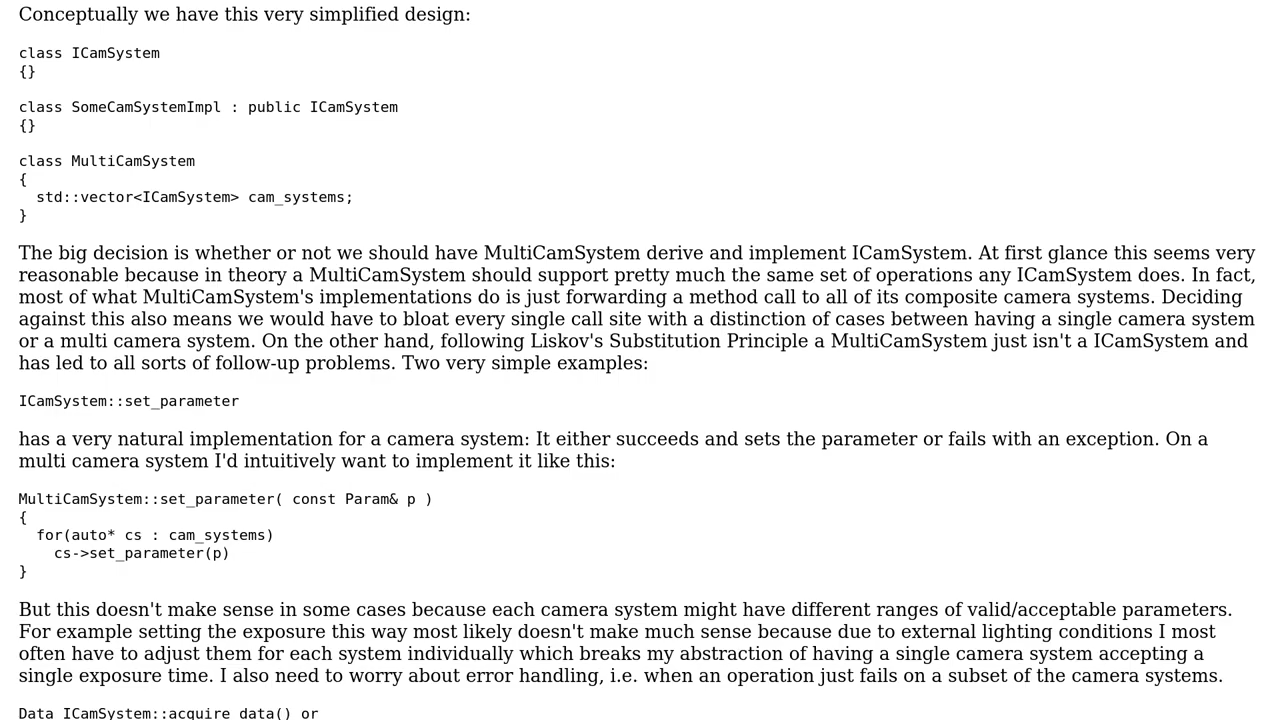 Conceptually we have this very simplified design:
class ICamSystem
{}
class SomeCamSystemImpl : public ICamSystem
{}
class MultiCamSystem
{
std::vector<ICamSystem> cam_systems;
}
The big decision is whether or not we should have MultiCamSystem derive and implement ICamSystem. At first glance this seems very
reasonable because in theory a MultiCamSystem should support pretty much the same set of operations any ICamSystem does. In fact,
most of what MultiCamSystem's implementations do is just forwarding a method call to all of its composite camera systems. Deciding
against this also means we would have to bloat every single call site with a distinction of cases between having a single camera system
or a multi camera system. On the other hand, following Liskov's Substitution Principle a MultiCamSystem just isn't a ICamSystem and
has led to all sorts of follow-up problems. Two very simple examples:
ICamSystem::set_parameter
has a very natural implementation for a camera system: It either succeeds and sets the parameter or fails with an exception. On a
multi camera system I'd intuitively want to implement it like this:
MultiCamSystem::set_parameter( const Param& p )
{
for(auto* cs : cam_systems)
cs->set_parameter(p)
}
But this doesn't make sense in some cases because each camera system might have different ranges of valid/acceptable parameters.
For example setting the exposure this way most likely doesn't make much sense because due to external lighting conditions I most
often have to adjust them for each system individually which breaks my abstraction of having a single camera system accepting a
single exposure time. I also need to worry about error handling, i.e. when an operation just fails on a subset of the camera systems.
Data ICamSystem::acquire_data() or